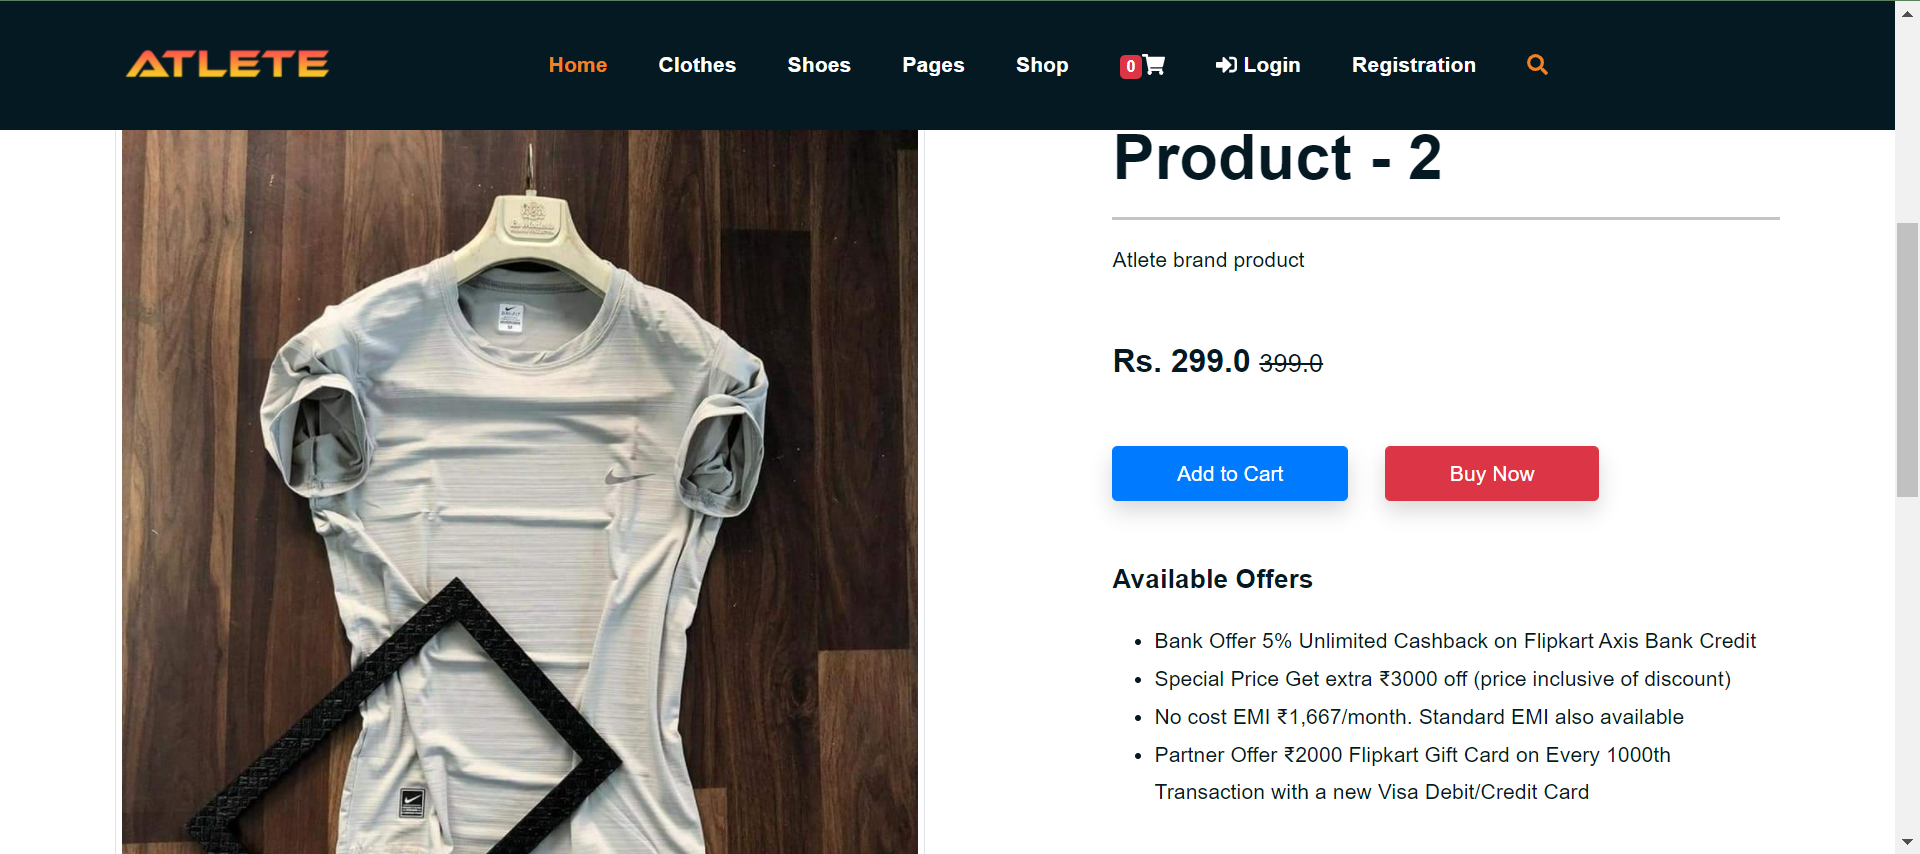 ATLETE
Home
Clothes
Shoes
Pages
Shop
0
Login
Registration
Product - 2
Atlete brand product
Rs. 299.0 399.0
Add to Cart
Buy Now
Available Offers
Bank Offer 5% Unlimited Cashback on Flipkart Axis Bank Credit
Special Price Get extra ₹3000 off (price inclusive of discount)
No cost EMI ₹1,667/month. Standard EMI also available
Partner Offer ₹2000 Flipkart Gift Card on Every 1000th
Transaction with a new Visa Debit/Credit Card